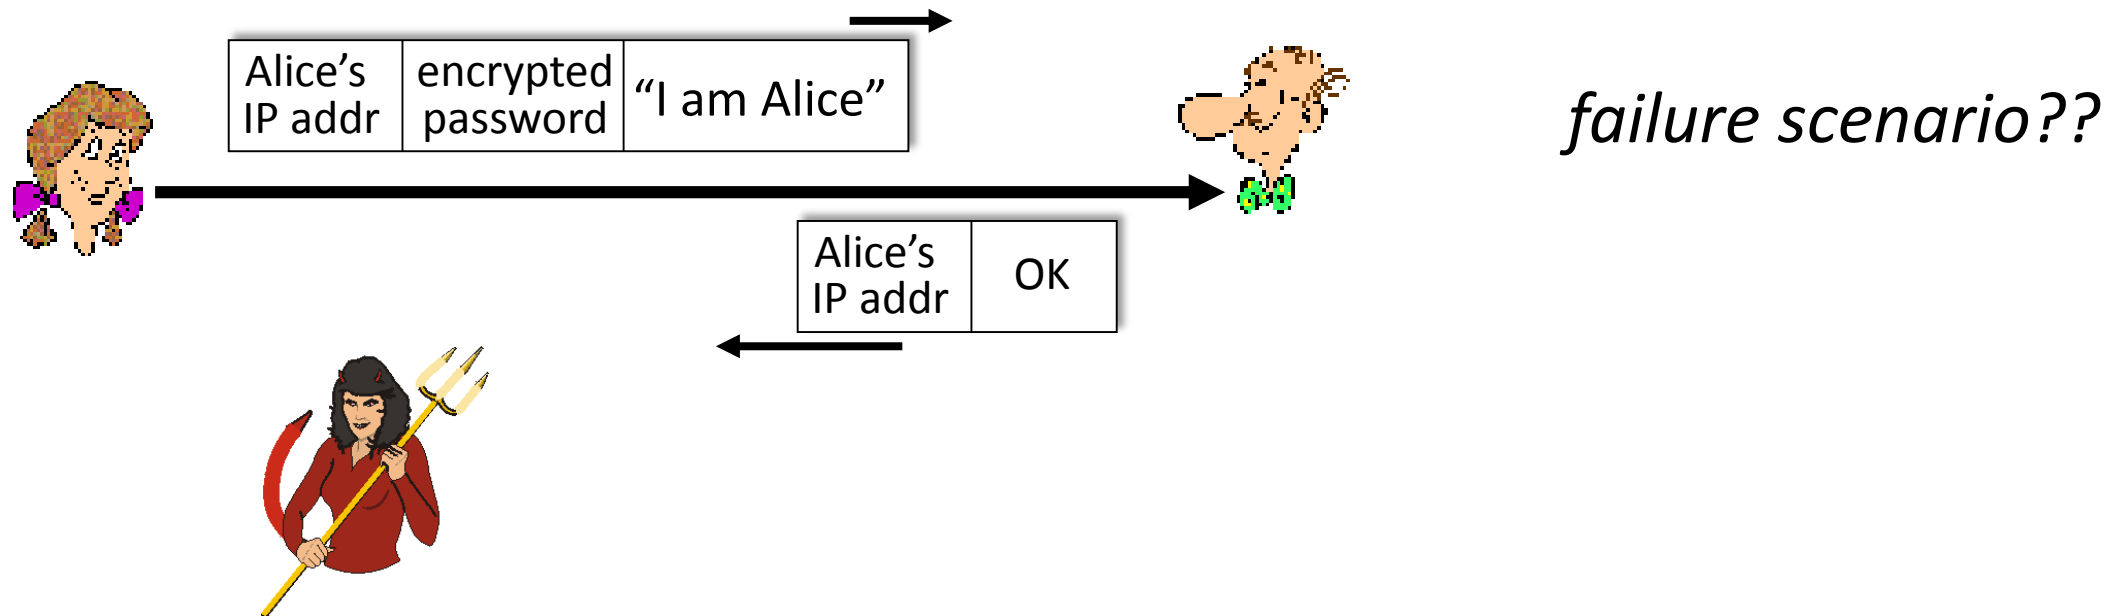 Alice’s
IP addr
encrypted
password
“I am Alice”
failure scenario??
Alice’s
IP addr
OK